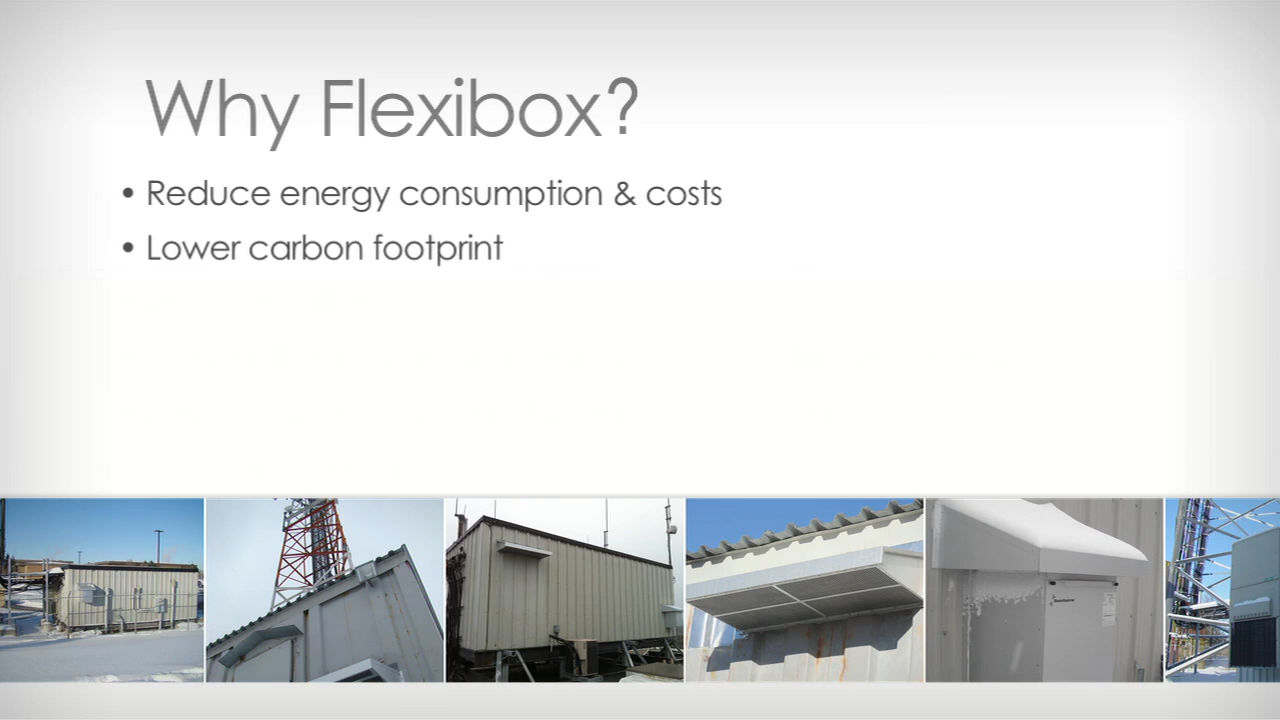 Why Flexibox?
• Reduce energy consumption & costs
• Lower carbon footprint